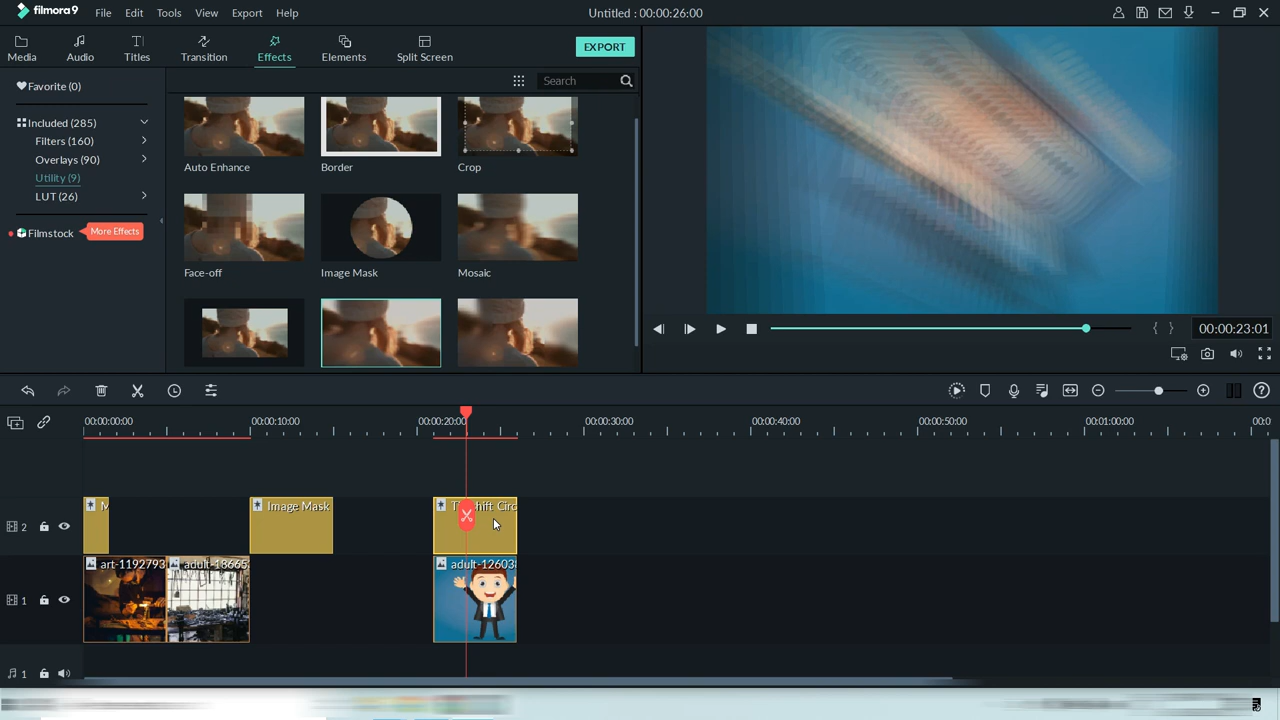 filmora9 File Edit Tools View Export Help Untitled : 00:00:26:00
Media Audio Titles Transition Effects Elements Split Screen EXPORT
Favorite (0) Search
Included (285)
Filters (160)
Overlays (90)
Utility (9)
LUT (26)
Filmstock More Effects
Auto Enhance Border Crop
Face-off Image Mask Mosaic
00:00:23:01
00:00:00:00 00:00:10:00 00:00:20:00 00:00:30:00 00:00:40:00 00:00:50:00 00:01:00:00 00:0
M Image Mask Circ
2
art-1192793 adult-18665 adult-12603
1
1